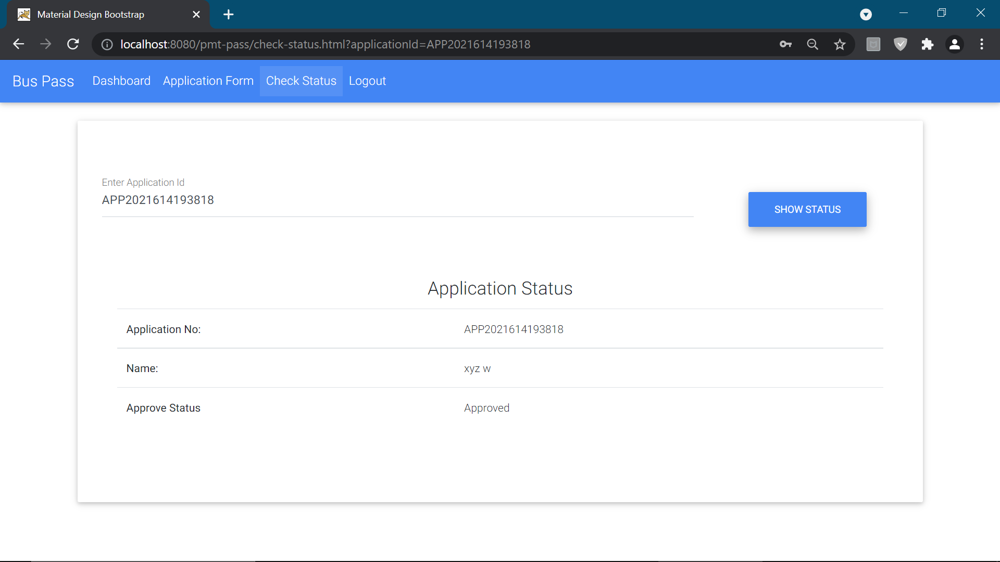 Material Design Bootstrap
localhost:8080/pmt-pass/check-status.html?applicationId=APP2021614193818
Bus Pass Dashboard Application Form Check Status Logout
Enter Application Id
APP2021614193818
SHOW STATUS
Application Status
Application No: APP2021614193818
Name: xyz w
Approve Status Approved